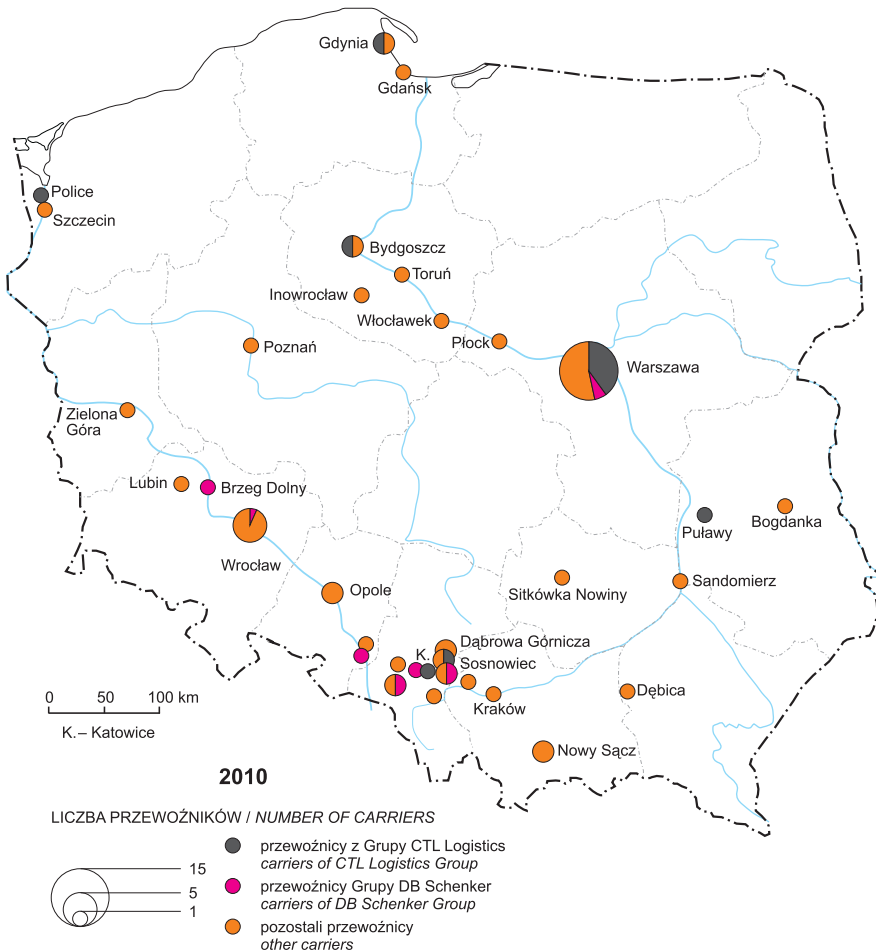 Gdynia
Gdańsk
Police
Szczecin
Bydgoszcz
Toruń
Inowrocław
Włocławek
Płock
Poznań
Warszawa
Zielona
Góra
Lubin
Brzeg Dolny
Wrocław
Puławy
Bogdanka
Opole
Sitkówka Nowiny
Sandomierz
Dąbrowa Górnicza
K.
Sosnowiec
Kraków
Dębica
Nowy Sącz
0 50 100 km
K.– Katowice
2010
LICZBA PRZEWOŹNIKÓW / NUMBER OF CARRIERS
15
5
1
przewoźnicy z Grupy CTL Logistics
carriers of CTL Logistics Group
przewoźnicy Grupy DB Schenker
carriers of DB Schenker Group
pozostali przewoźnicy
other carriers